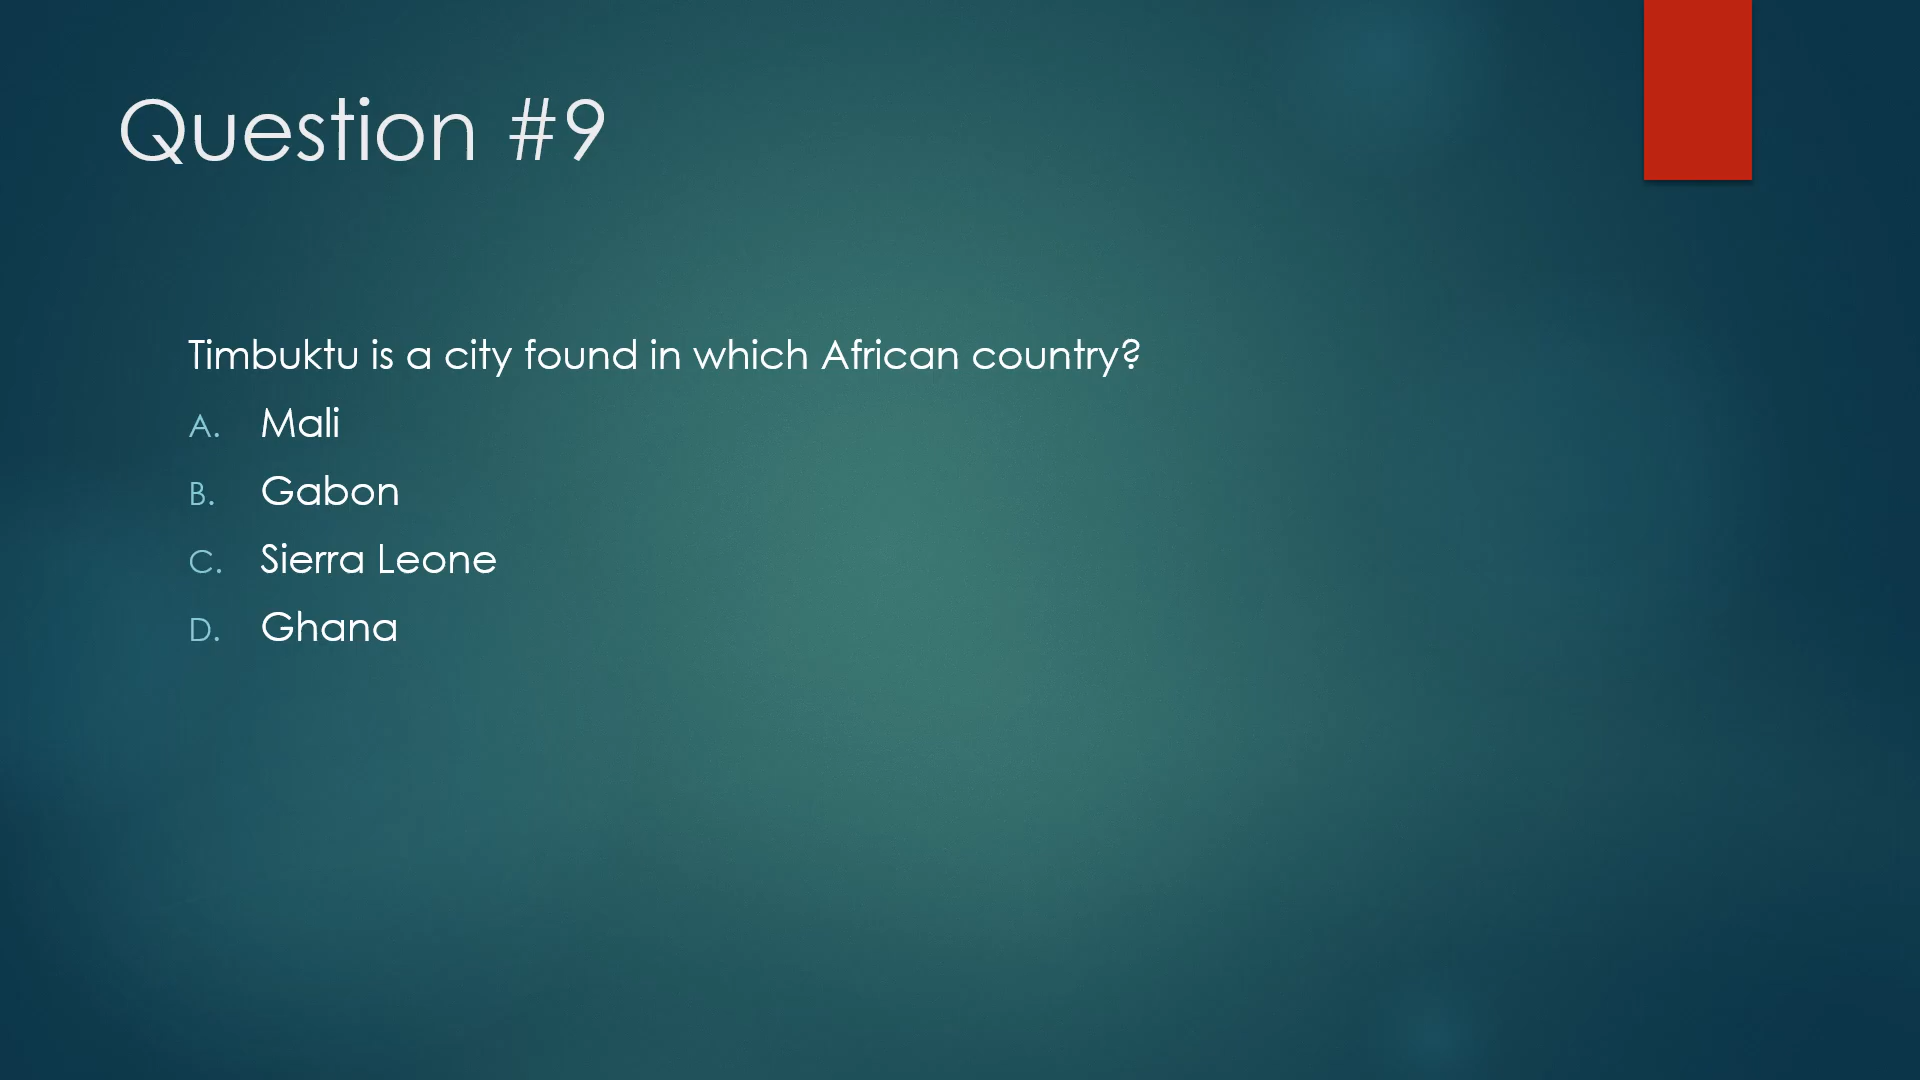 Question #9
Timbuktu is a city found in which African country?
A. Mali
B. Gabon
C. Sierra Leone
D. Ghana